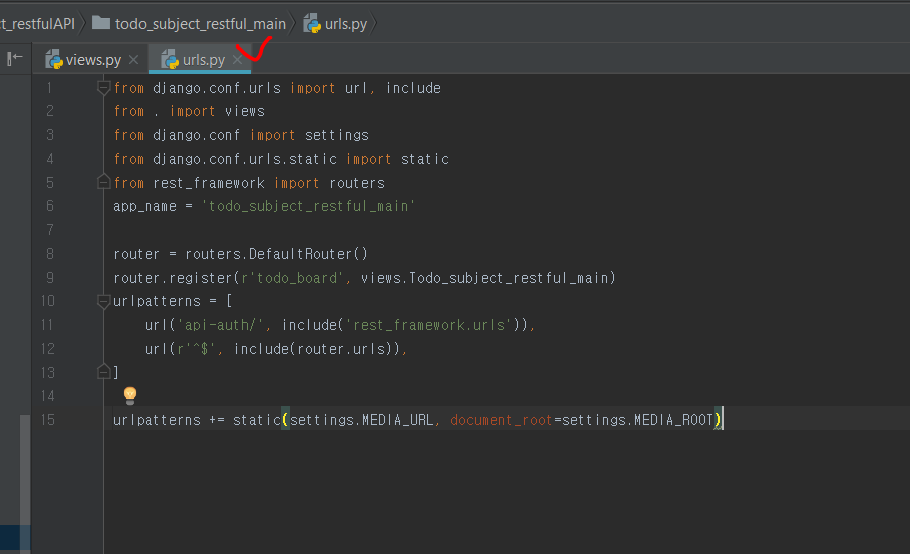 t_restfulAPI todo_subject_restful_main urls.py
views.py urls.py
1 from django.conf.urls import url, include
2 from . import views
3 from django.conf import settings
4 from django.conf.urls.static import static
5 from rest_framework import routers
6 app_name = 'todo_subject_restful_main'
7
8 router = routers.DefaultRouter()
9 router.register(r'todo_board', views.Todo_subject_restful_main)
10 urlpatterns = [
11 url('api-auth/', include('rest_framework.urls')),
12 url(r'^$', include(router.urls)),
13 ]
14
15 urlpatterns += static(settings.MEDIA_URL, document_root=settings.MEDIA_ROOT)